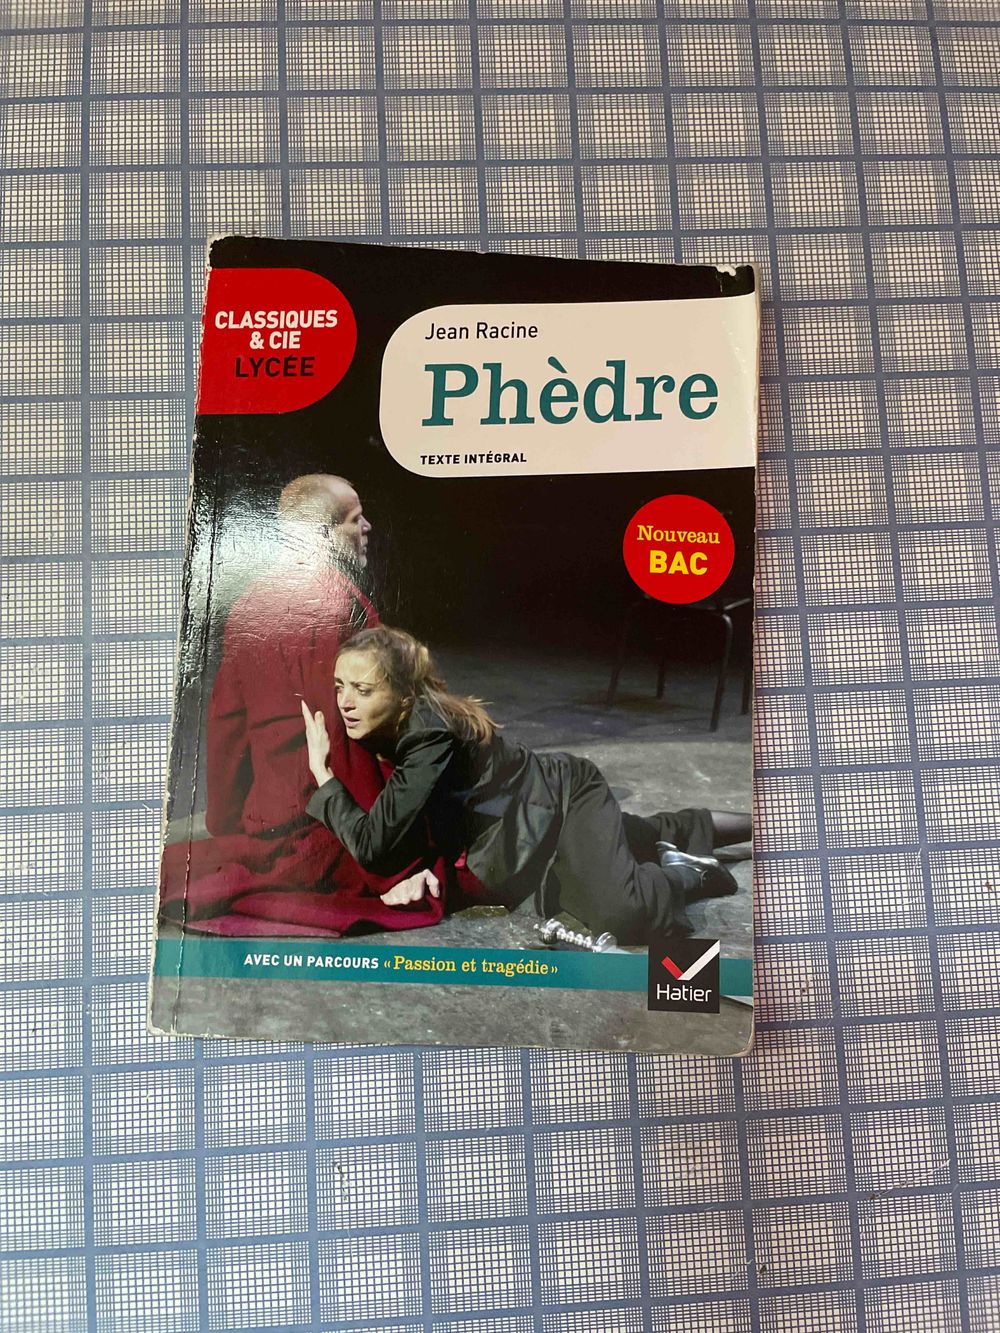 CLASSIQUES
& CIE
LYCÉE
Jean Racine
Phèdre
TEXTE INTÉGRAL
Nouveau
BAC
AVEC UN PARCOURS « Passion et tragédie »
Hatier